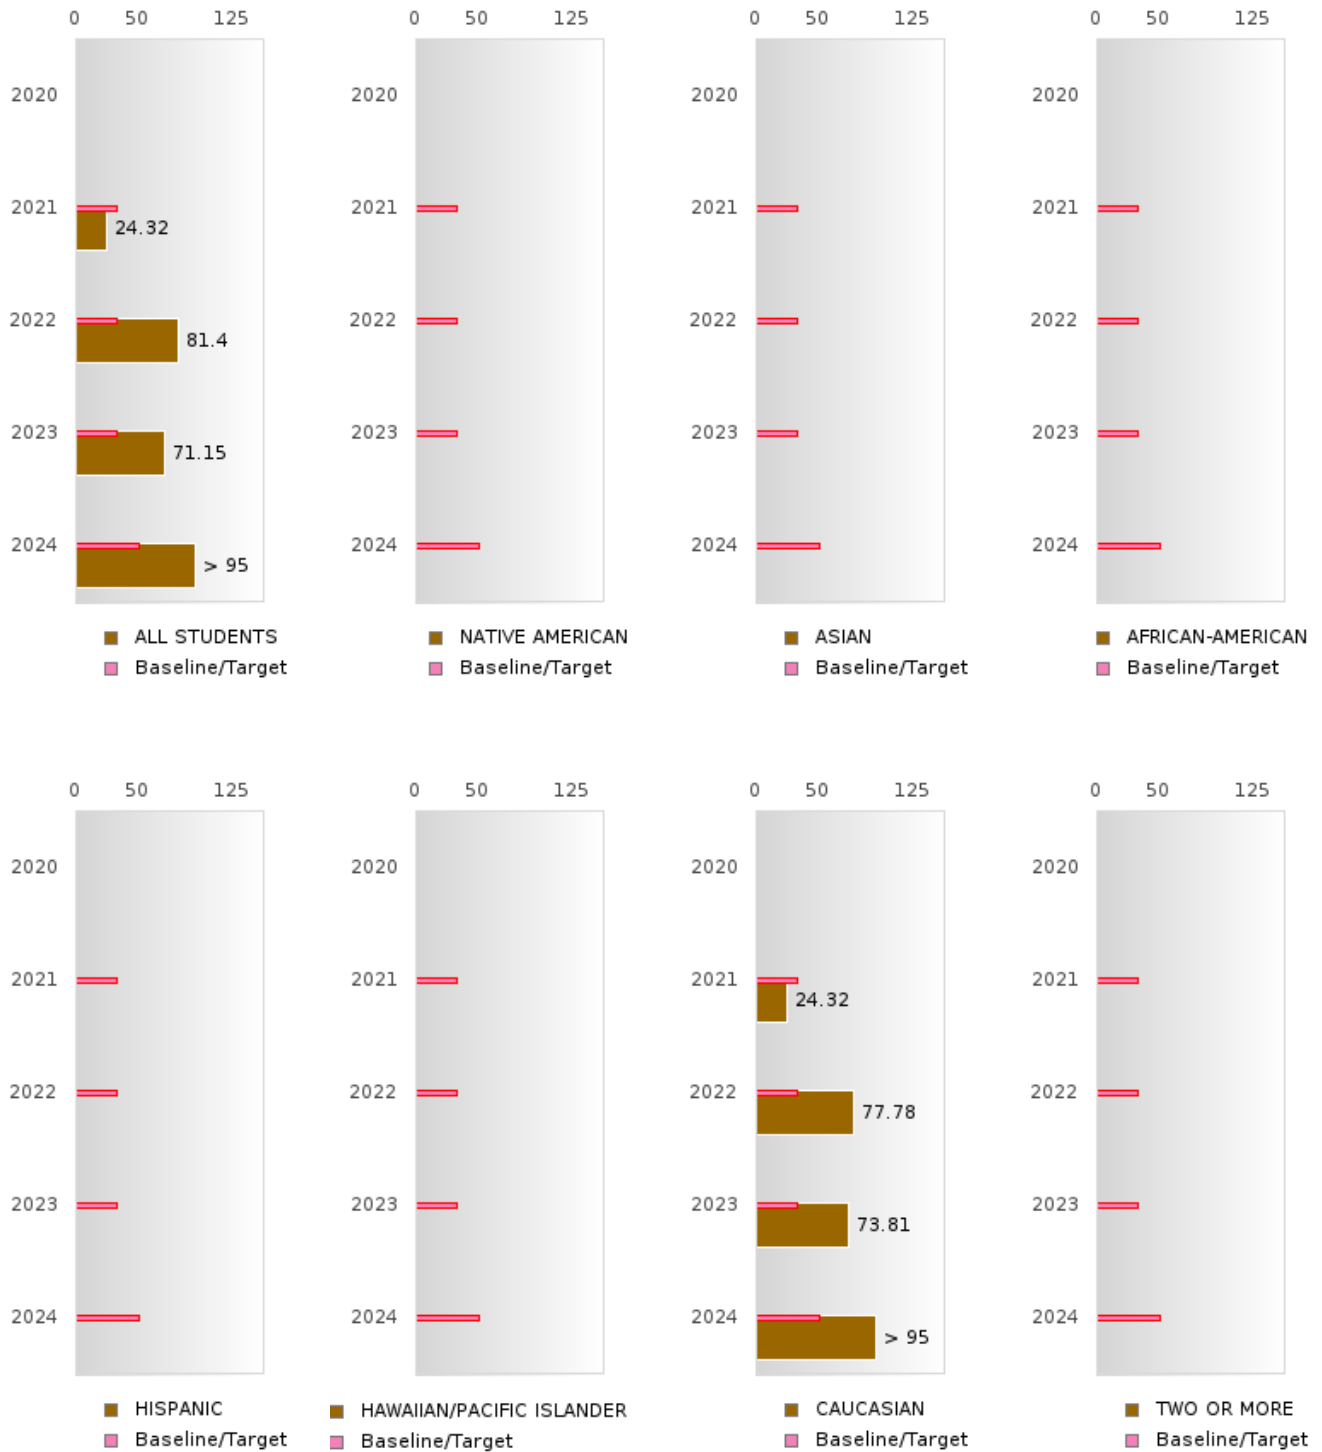 0 50 125 0 50 125 0 50 125 0 50 125
2020 2020 2020 2020
2021 2021 2021 2021
24.32
2022 2022 2022 2022
81.4
2023 2023 2023 2023
71.15
2024 2024 2024 2024
> 95
ALL STUDENTS NATIVE AMERICAN ASIAN AFRICAN-AMERICAN
Baseline/Target Baseline/Target Baseline/Target Baseline/Target
0 50 125 0 50 125 0 50 125 0 50 125
2020 2020 2020 2020
2021 2021 2021 2021
24.32
2022 2022 2022 2022
77.78
2023 2023 2023 2023
73.81
2024 2024 2024 2024
> 95
HISPANIC HAWAIIAN/PACIFIC ISLANDER CAUCASIAN TWO OR MORE
Baseline/Target Baseline/Target Baseline/Target Baseline/Target